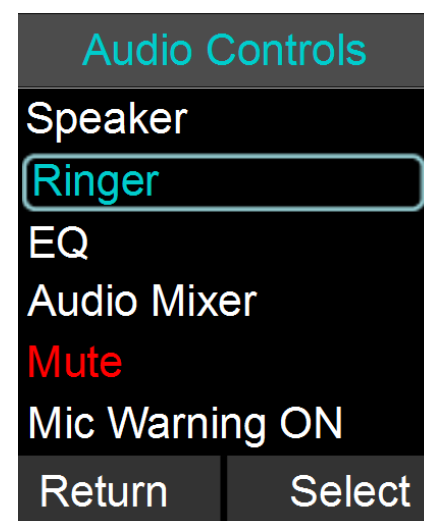 Audio Controls
Speaker
Ringer
EQ
Audio Mixer
Mute
Mic Warning ON
Return Select